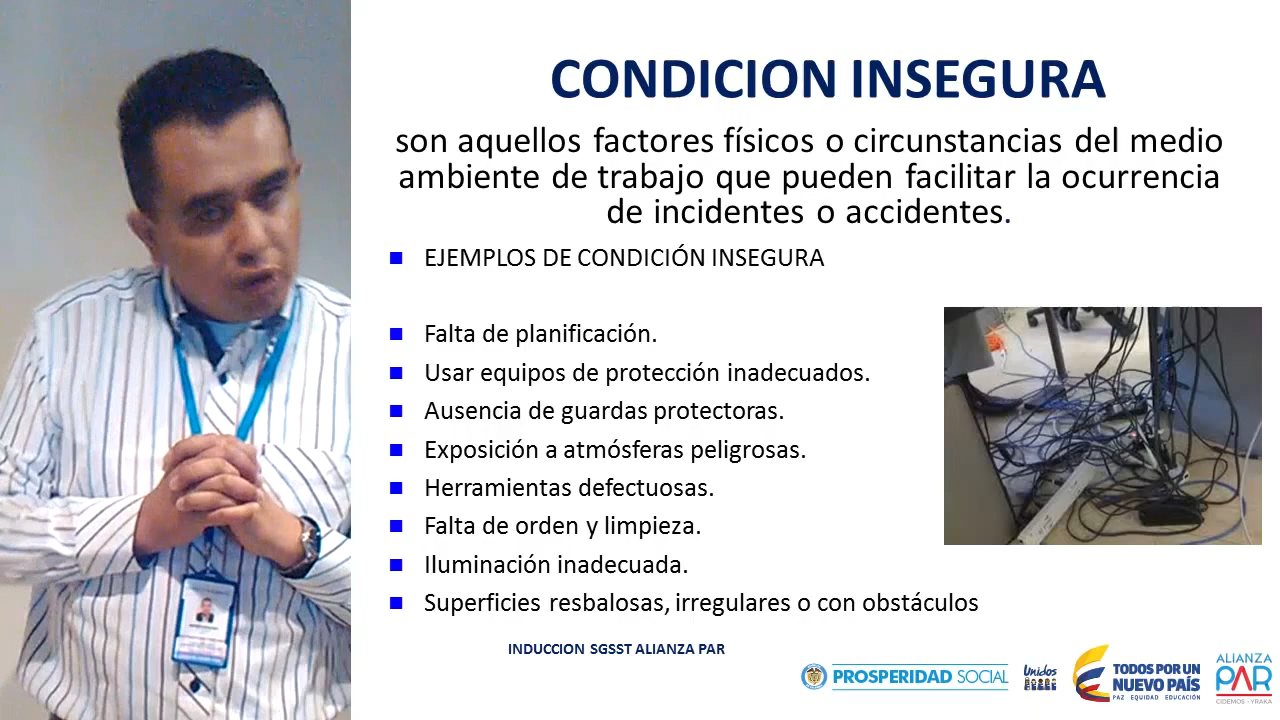 CONDICION INSEGURA
son aquellos factores físicos o circunstancias del medio
ambiente de trabajo que pueden facilitar la ocurrencia
de incidentes o accidentes.
EJEMPLOS DE CONDICIÓN INSEGURA
Falta de planificación.
Usar equipos de protección inadecuados.
Ausencia de guardas protectoras.
Exposición a atmósferas peligrosas.
Herramientas defectuosas.
Falta de orden y limpieza.
Iluminación inadecuada.
Superficies resbalosas, irregulares o con obstáculos
INDUCCION SGSST ALIANZA PAR
PROSPERIDAD SOCIAL
Unidos
TODOS POR UN
NUEVO PAÍS
PAZ EQUIDAD EDUCACIÓN
ALIANZA
PAR
CIDEMOS - YRAKA